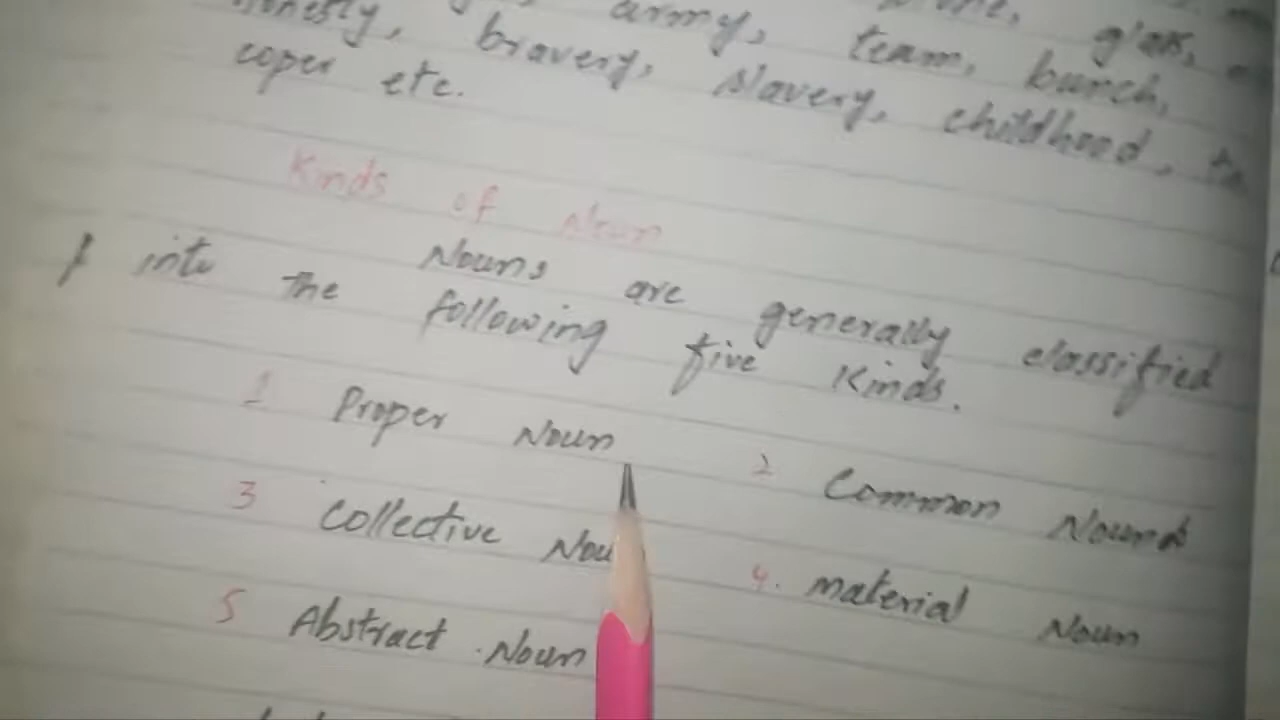 army, team, bunch,
bravery, slavery, childhood,
coper etc.
Kinds of Noun
Nouns are generally classified
into the following five Kinds.
1 Proper Noun 2 Common Nouns
3 Collective Nou 4. material Noun
5 Abstract Noun